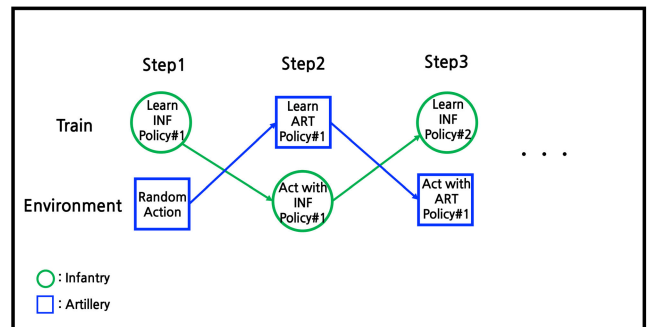 Step1 Step2 Step3
Train
Learn
INF
Policy#1
Learn
ART
Policy#1
Learn
INF
Policy#2
. . .
Environment
Random
Action
Act with
INF
Policy#1
Act with
ART
Policy#1
: Infantry
: Artillery